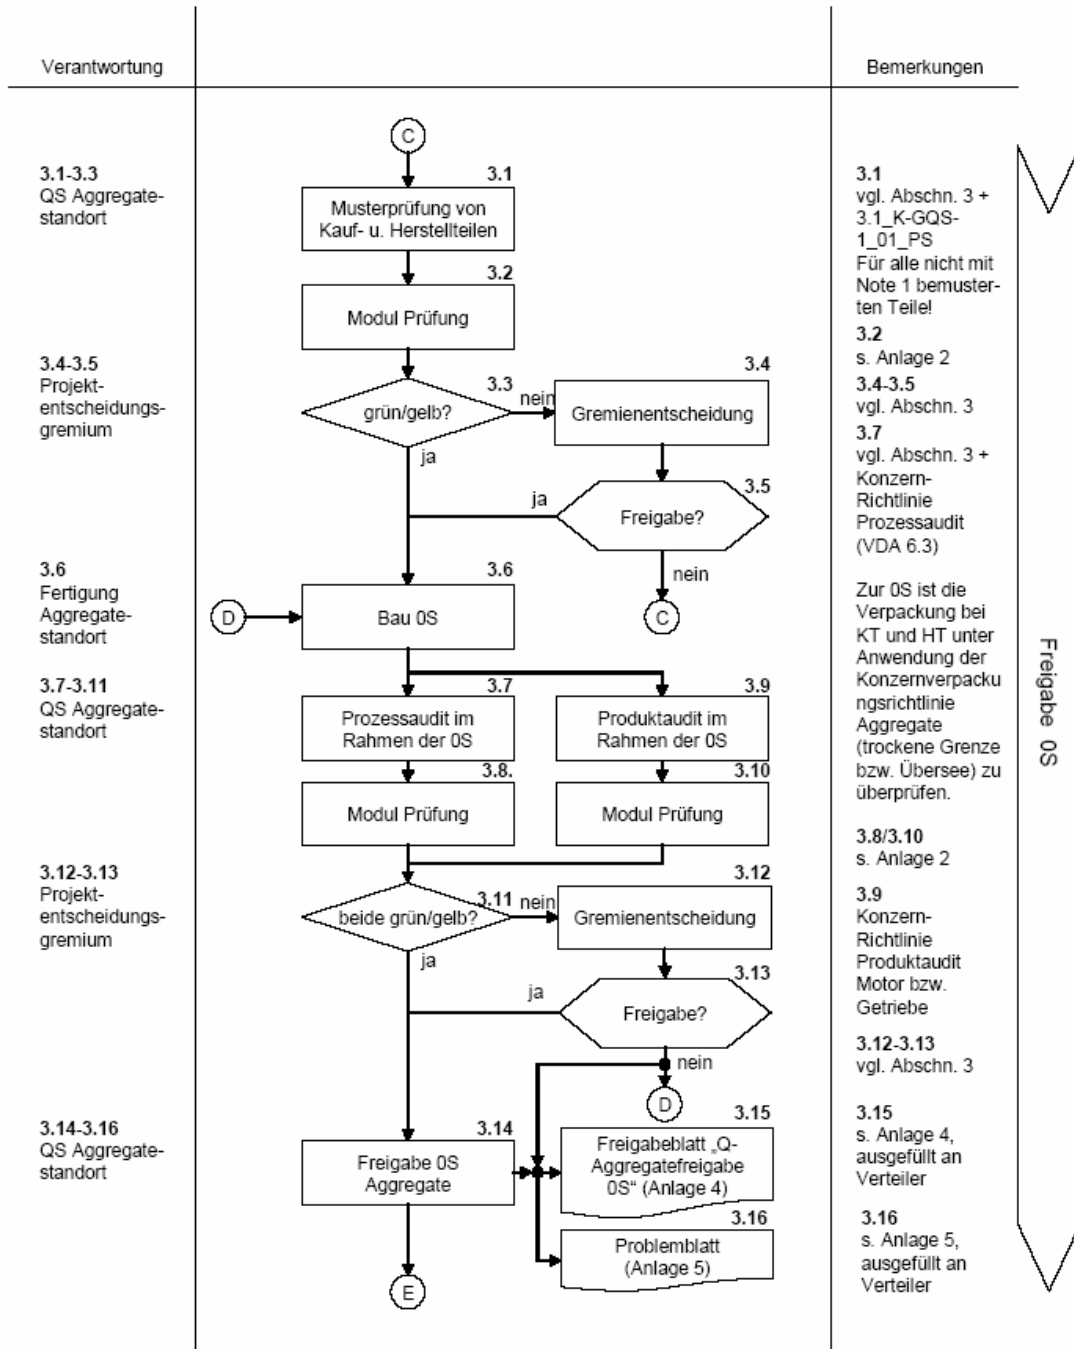 Verantwortung
Bemerkungen
C
3.1-3.3
QS Aggregate-
standort
3.1
Musterprüfung von
Kauf- u. Herstellteilen
3.1
vgl. Abschn. 3 +
3.1_K-GQS-
1_01_PS
Für alle nicht mit
Note 1 bemuster-
ten Teile!
3.2
Modul Prüfung
3.2
s. Anlage 2
3.4-3.5
Projekt-
entscheidungs-
gremium
3.3
grün/gelb?
nein
ja
3.4
Gremienentscheidung
3.4-3.5
vgl. Abschn. 3
3.7
vgl. Abschn. 3 +
Konzern-
Richtlinie
Prozessaudit
(VDA 6.3)
3.5
Freigabe?
ja
nein
C
3.6
Fertigung
Aggregate-
standort
D
3.6
Bau 0S
Zur 0S ist die
Verpackung bei
KT und HT unter
Anwendung der
Konzernverpacku
ngsrichtlinie
Aggregate
(trockene Grenze
bzw. Übersee) zu
überprüfen.
Freigabe 0S
3.7-3.11
QS Aggregate-
standort
3.7
Prozessaudit im
Rahmen der 0S
3.9
Produktaudit im
Rahmen der 0S
3.8.
Modul Prüfung
3.10
Modul Prüfung
3.8/3.10
s. Anlage 2
3.12-3.13
Projekt-
entscheidungs-
gremium
3.11
beide grün/gelb?
nein
ja
3.12
Gremienentscheidung
3.9
Konzern-
Richtlinie
Produktaudit
Motor bzw.
Getriebe
3.13
Freigabe?
ja
nein
D
3.12-3.13
vgl. Abschn. 3
3.14-3.16
QS Aggregate-
standort
3.14
Freigabe 0S
Aggregate
3.15
Freigabeblatt „Q-
Aggregatefreigabe
0S“ (Anlage 4)
3.15
s. Anlage 4,
ausgefüllt an
Verteiler
3.16
Problemblatt
(Anlage 5)
3.16
s. Anlage 5,
ausgefüllt an
Verteiler
E